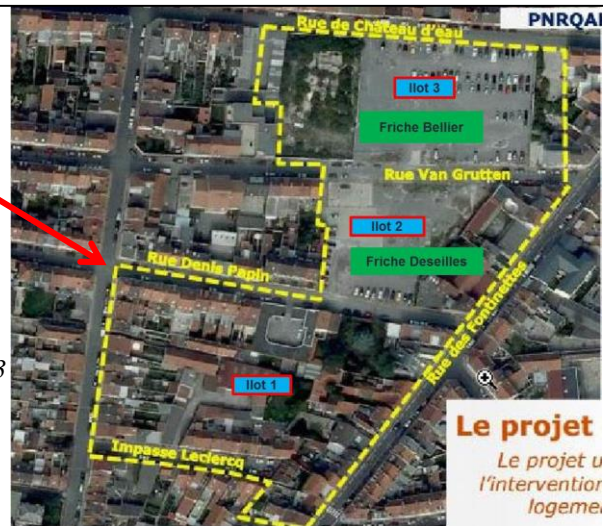 PNRQAD
Rue de Château d'eau
Ilot 3
Friche Bellier
Rue Van Grutten
Ilot 2
Friche Deseilles
Rue Denis Papin
Rue des Fontinettes
8
Ilot 1
Impasse Leclercq
Le projet
Le projet u
l'intervention
logeme